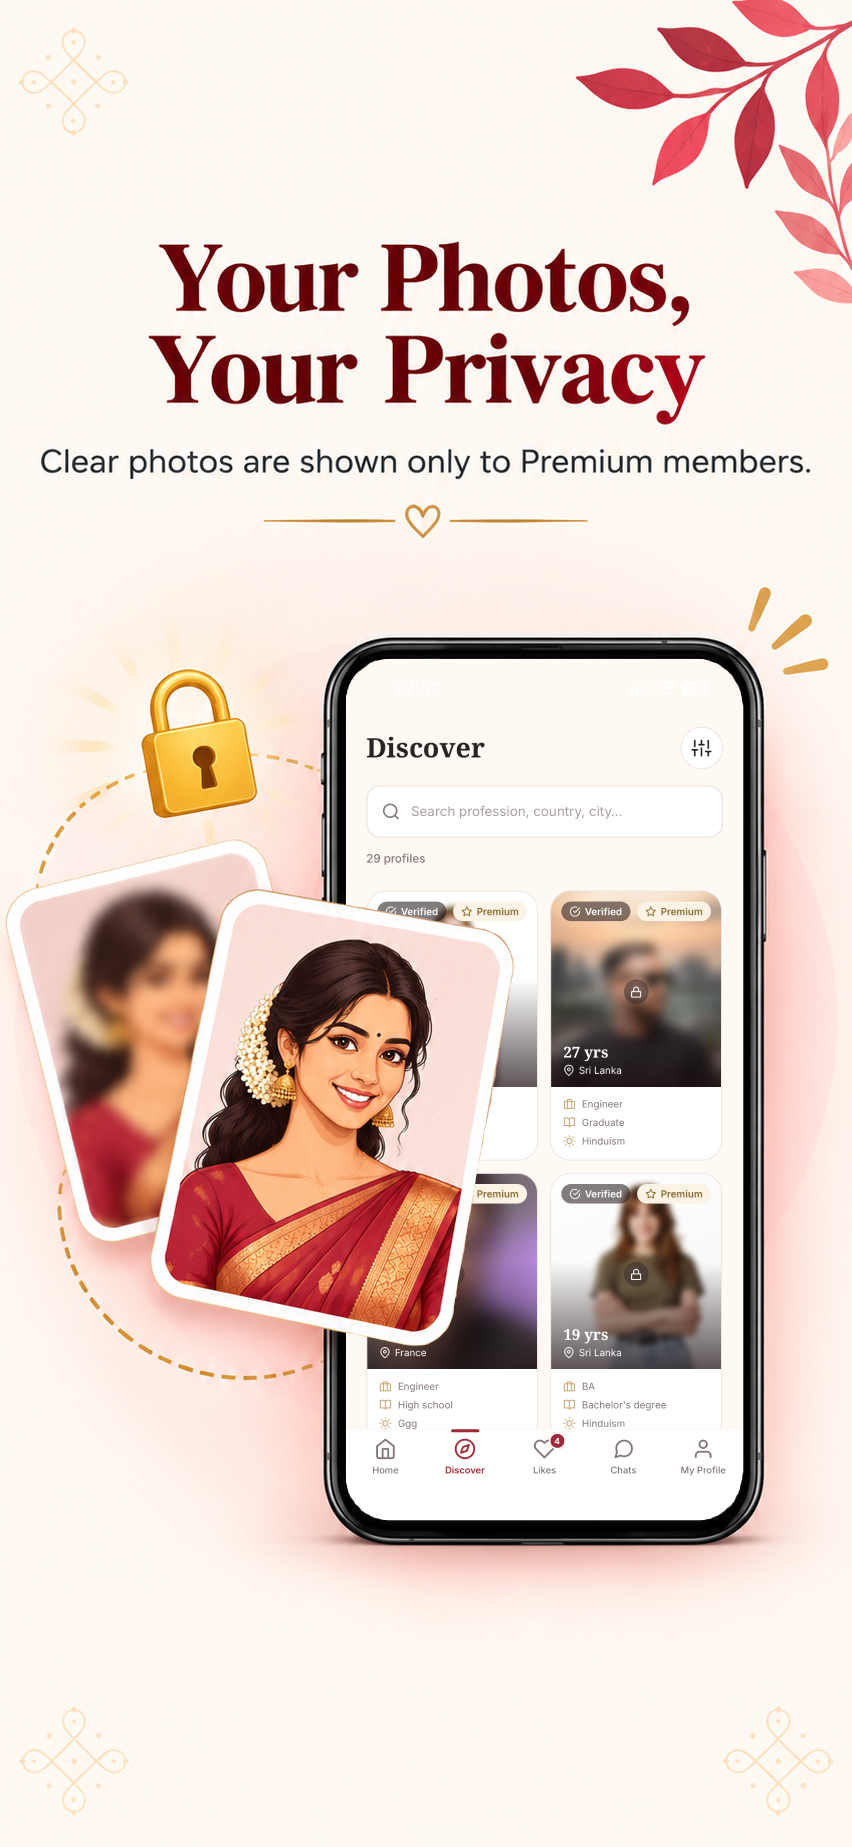 Your Photos,
Your Privacy
Clear photos are shown only to Premium members.
22:52
Discover
Search profession, country, city...
29 profiles
Verified Premium
Verified Premium
27 yrs
Sri Lanka
Engineer
Graduate
Hinduism
Premium
Verified Premium
France
19 yrs
Sri Lanka
Engineer
High school
Ggg
BA
Bachelor's degree
Hinduism
4
Home Discover Likes Chats My Profile